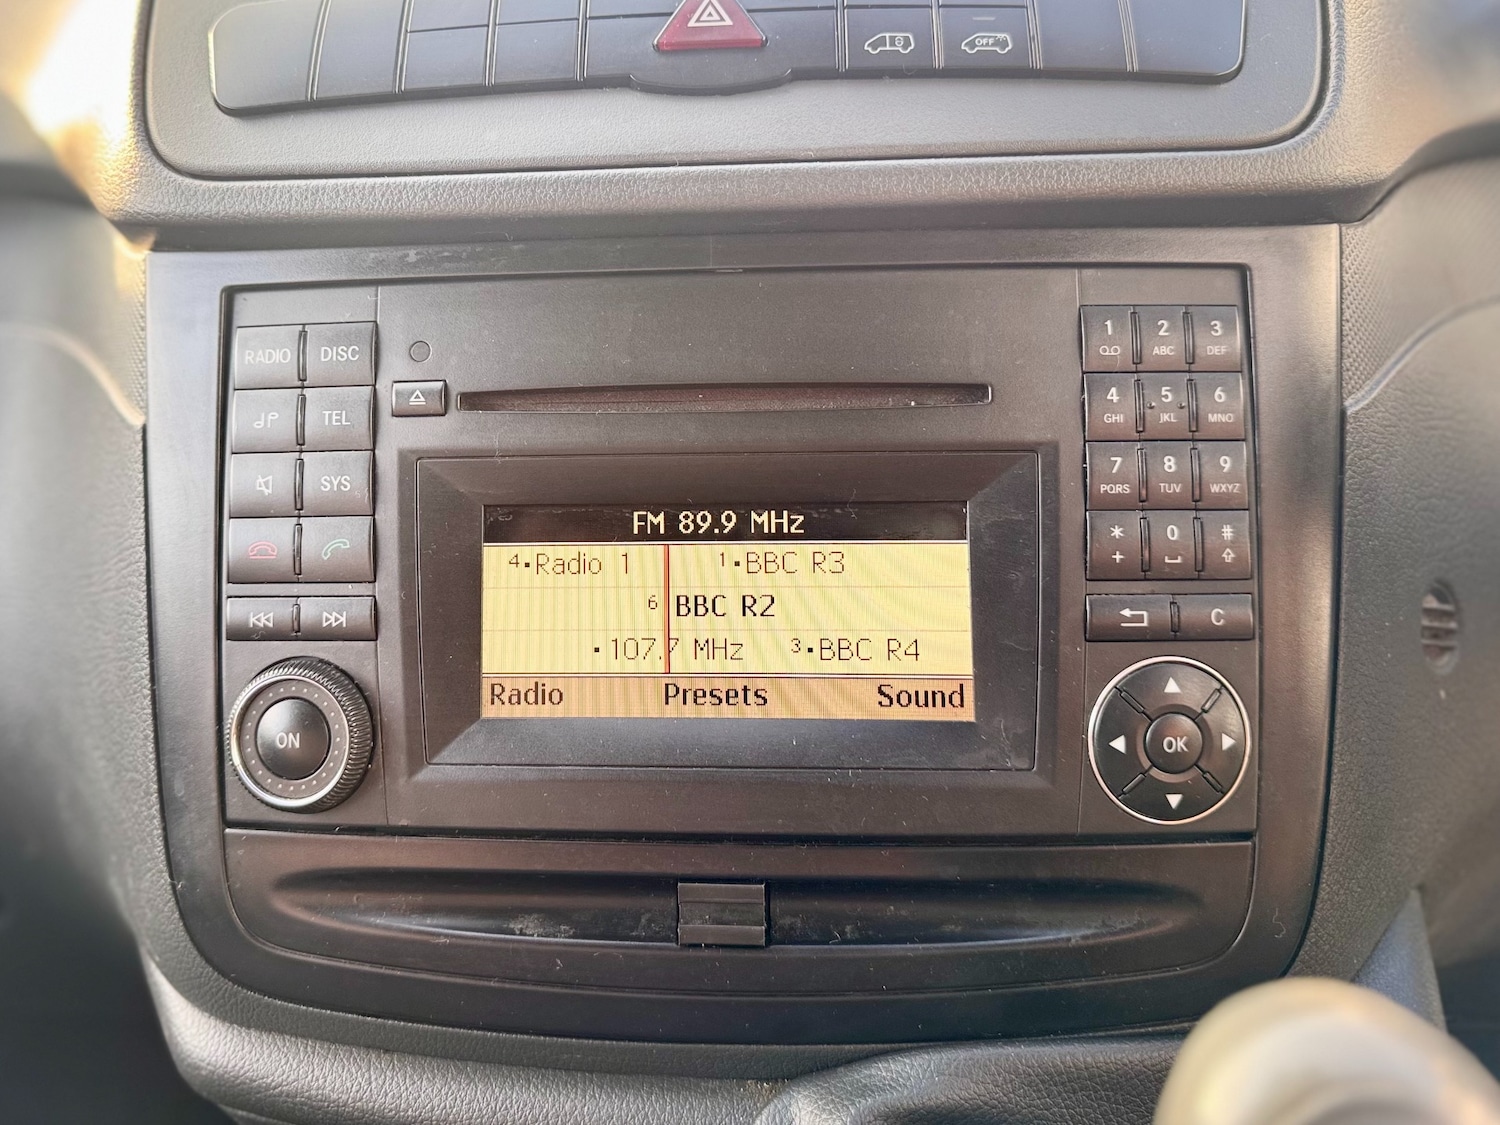 OFF
RADIO DISC
TEL
SYS
ON
FM 89.9 MHz
4 Radio 1 1 BBC R3
6 BBC R2
107.7 MHz 3 BBC R4
Radio Presets Sound
1 2 ABC 3 DEF
4 GHI 5 JKL 6 MNO
7 PQRS 8 TUV 9 WXYZ
* + 0 #
C
OK